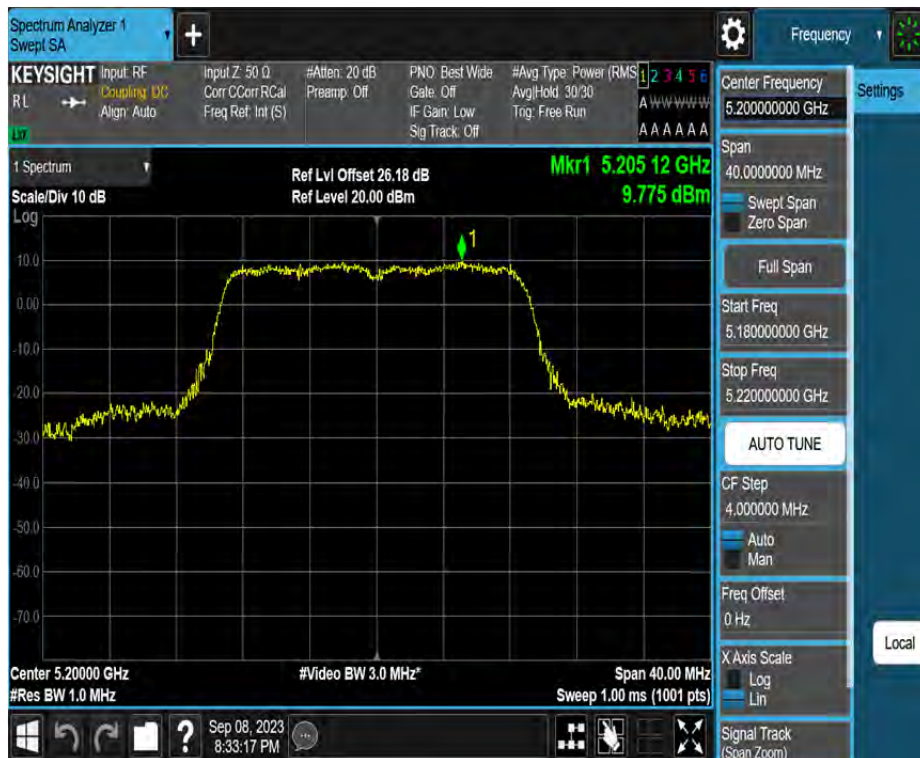 Spectrum Analyzer 1
Swept SA
+
Frequency
KEYSIGHT
RL
LXI
Input: RF
Coupling: DC
Align: Auto
Input Z: 50 Ω
Corr CCorr RCal
Freq Ref: Int (S)
#Atten: 20 dB
Preamp: Off
PNO: Best Wide
Gate: Off
IF Gain: Low
Sig Track: Off
#Avg Type: Power (RMS
Avg|Hold: 30/30
Trig: Free Run
1 2 3 4 5 6
A W W W W W
A A A A A A
1 Spectrum
Scale/Div 10 dB
Log
Ref Lvl Offset 26.18 dB
Ref Level 20.00 dBm
Mkr1 5.205 12 GHz
9.775 dBm
1
10.0
0.00
-10.0
-20.0
-30.0
-40.0
-50.0
-60.0
-70.0
Center 5.20000 GHz
#Res BW 1.0 MHz
#Video BW 3.0 MHz*
Span 40.00 MHz
Sweep 1.00 ms (1001 pts)
?
Sep 08, 2023
8:33:17 PM
Center Frequency
5.200000000 GHz
Span
40.0000000 MHz
Swept Span
Zero Span
Full Span
Start Freq
5.180000000 GHz
Stop Freq
5.220000000 GHz
AUTO TUNE
CF Step
4.000000 MHz
Auto
Man
Freq Offset
0 Hz
X Axis Scale
Log
Lin
Signal Track
(Span Zoom)
Settings
Local